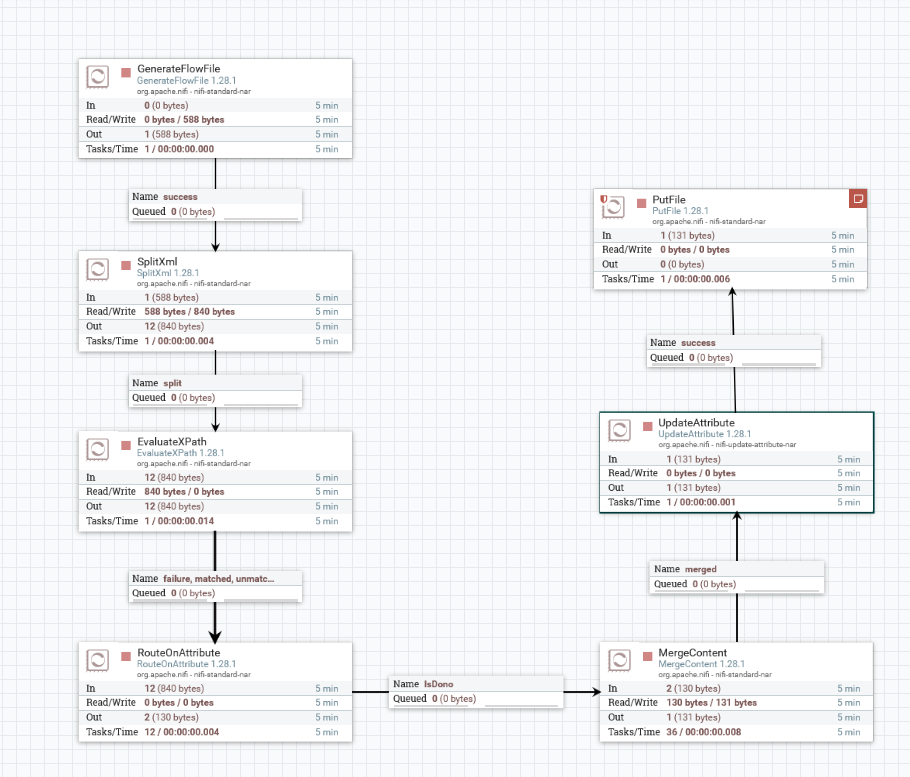 GenerateFlowFile
GenerateFlowFile 1.28.1
org.apache.nifi - nifi-standard-nar
In 0 (0 bytes) 5 min
Read/Write 0 bytes / 588 bytes 5 min
Out 1 (588 bytes) 5 min
Tasks/Time 1 / 00:00:00.000 5 min
Name success
Queued 0 (0 bytes)
SplitXml
SplitXml 1.28.1
org.apache.nifi - nifi-standard-nar
In 1 (588 bytes) 5 min
Read/Write 588 bytes / 840 bytes 5 min
Out 12 (840 bytes) 5 min
Tasks/Time 1 / 00:00:00.004 5 min
Name split
Queued 0 (0 bytes)
EvaluateXPath
EvaluateXPath 1.28.1
org.apache.nifi - nifi-standard-nar
In 12 (840 bytes) 5 min
Read/Write 840 bytes / 0 bytes 5 min
Out 12 (840 bytes) 5 min
Tasks/Time 1 / 00:00:00.014 5 min
Name failure, matched, unmatc...
Queued 0 (0 bytes)
RouteOnAttribute
RouteOnAttribute 1.28.1
org.apache.nifi - nifi-standard-nar
In 12 (840 bytes) 5 min
Read/Write 0 bytes / 0 bytes 5 min
Out 2 (130 bytes) 5 min
Tasks/Time 12 / 00:00:00.004 5 min
Name IsDono
Queued 0 (0 bytes)
MergeContent
MergeContent 1.28.1
org.apache.nifi - nifi-standard-nar
In 2 (130 bytes) 5 min
Read/Write 130 bytes / 131 bytes 5 min
Out 1 (131 bytes) 5 min
Tasks/Time 36 / 00:00:00.008 5 min
Name merged
Queued 0 (0 bytes)
UpdateAttribute
UpdateAttribute 1.28.1
org.apache.nifi - nifi-update-attribute-nar
In 1 (131 bytes) 5 min
Read/Write 0 bytes / 0 bytes 5 min
Out 1 (131 bytes) 5 min
Tasks/Time 1 / 00:00:00.001 5 min
Name success
Queued 0 (0 bytes)
PutFile
PutFile 1.28.1
org.apache.nifi - nifi-standard-nar
In 1 (131 bytes) 5 min
Read/Write 0 bytes / 0 bytes 5 min
Out 0 (0 bytes) 5 min
Tasks/Time 1 / 00:00:00.006 5 min